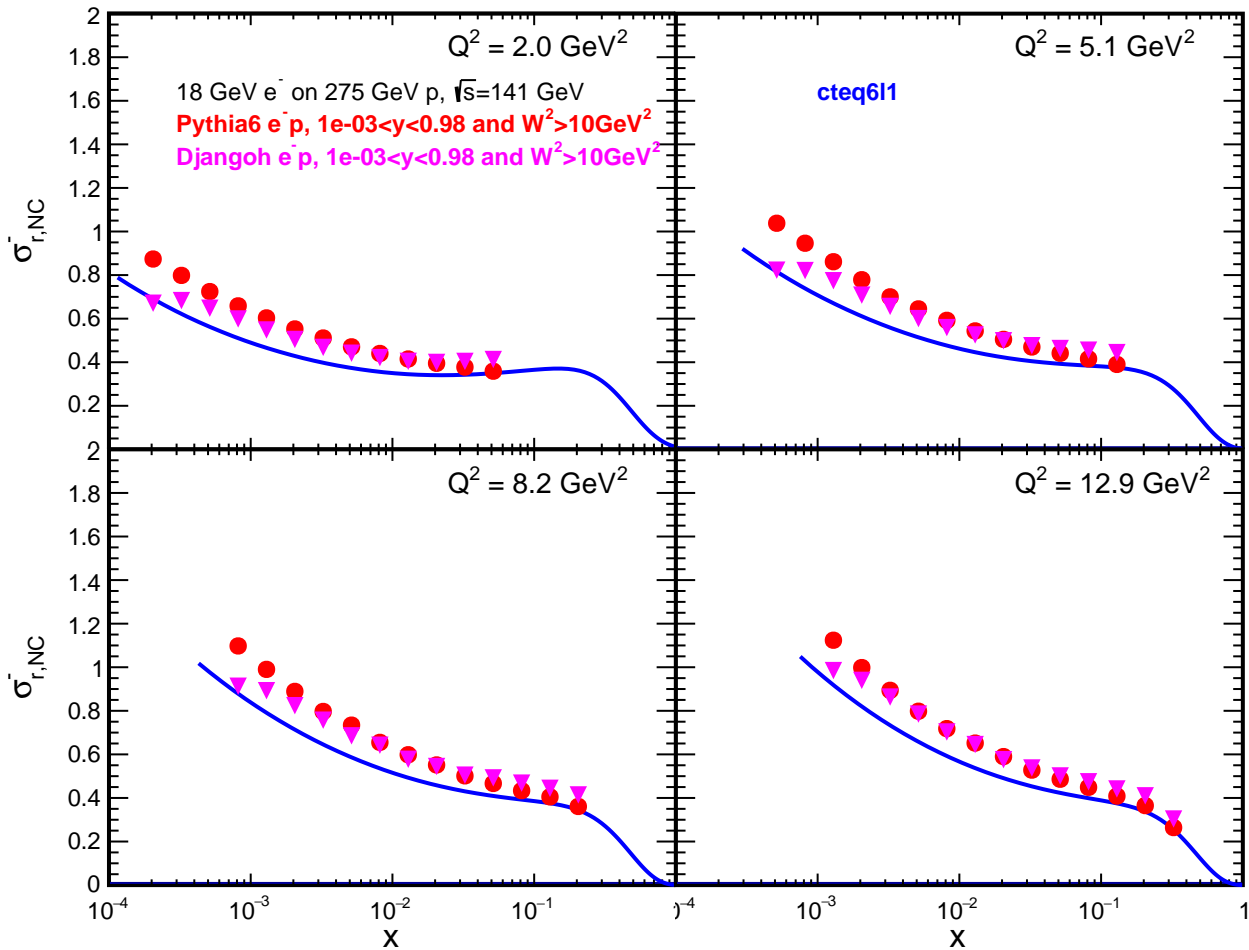 Q² = 2.0 GeV²
18 GeV e⁻ on 275 GeV p, √s=141 GeV
Pythia6 e⁻p, 1e-03<y<0.98 and W²>10GeV²
Djangoh e⁻p, 1e-03<y<0.98 and W²>10GeV²
2
1.8
1.6
1.4
1.2
1
0.8
0.6
0.4
0.2
σ⁻r,NC
Q² = 5.1 GeV²
cteq6l1
Q² = 8.2 GeV²
2
1.8
1.6
1.4
1.2
1
0.8
0.6
0.4
0.2
0
σ⁻r,NC
10⁻⁴ 10⁻³ 10⁻² 10⁻¹
x
Q² = 12.9 GeV²
)⁻⁴ 10⁻³ 10⁻² 10⁻¹ 1
x